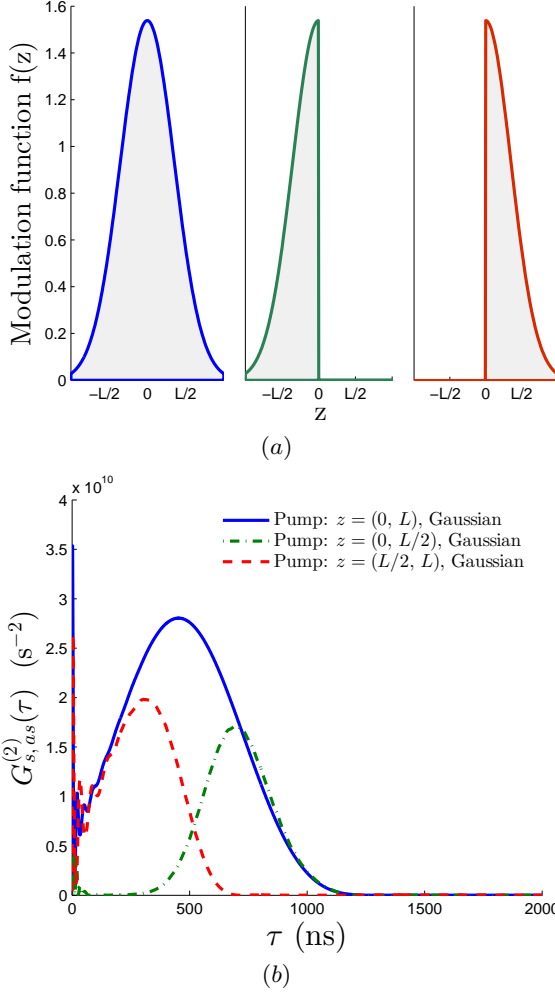 Modulation function f(z)
1.6
1.4
1.2
1
0.8
0.6
0.4
0.2
0
−L/2 0 L/2
−L/2 0 L/2
−L/2 0 L/2
z
(a)
x 10^10
4
3.5
3
2.5
2
1.5
1
0.5
0
G^{(2)}_{s,as}(τ) (s^{−2})
Pump: z = (0, L), Gaussian
Pump: z = (0, L/2), Gaussian
Pump: z = (L/2, L), Gaussian
0 500 1000 1500 2000
τ (ns)
(b)